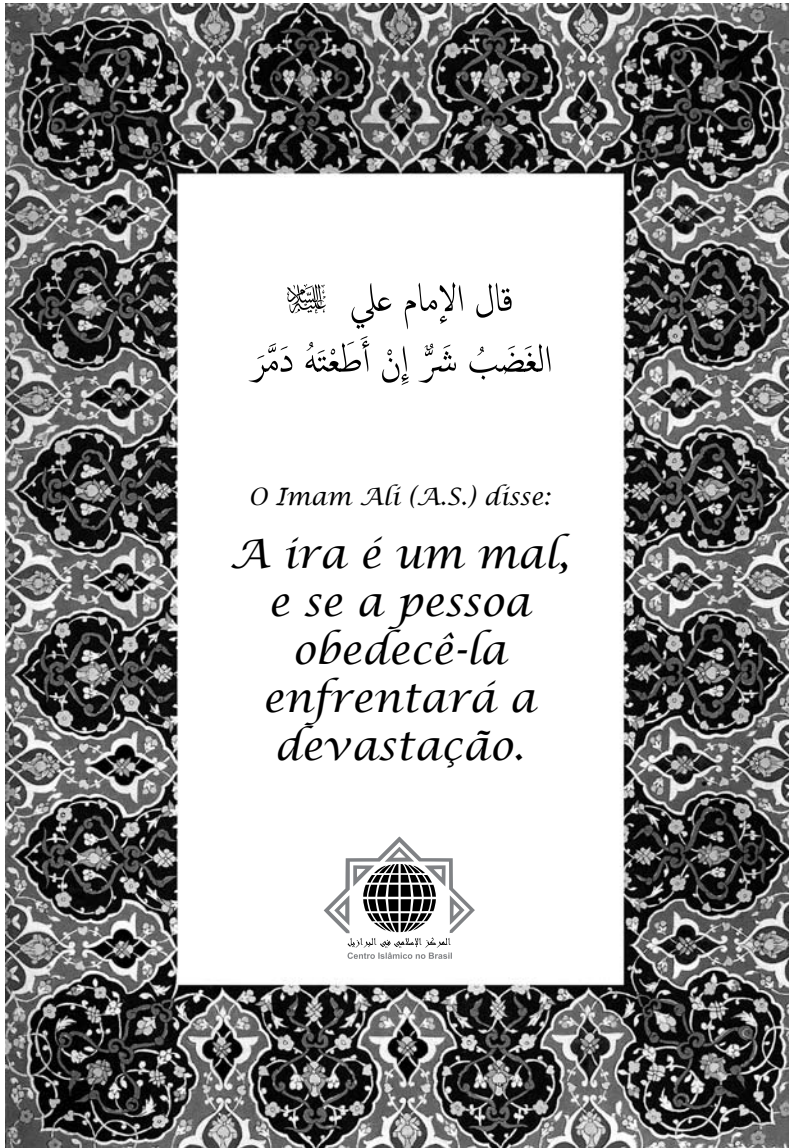 قال الإمام علي عليه السلام
الغَضَبُ شَرٌّ إِنْ أَطَعْتَهُ دَمَّرَ
O Imam Ali (A.S.) disse:
A ira é um mal,
e se a pessoa
obedecê-la
enfrentará a
devastação.
المركز الإسلامي في البرازيل
Centro Islâmico no Brasil